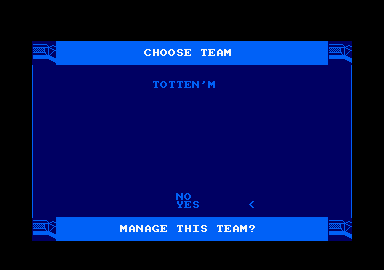 CHOOSE TEAM
TOTTEN'M
NO
YES <
MANAGE THIS TEAM?